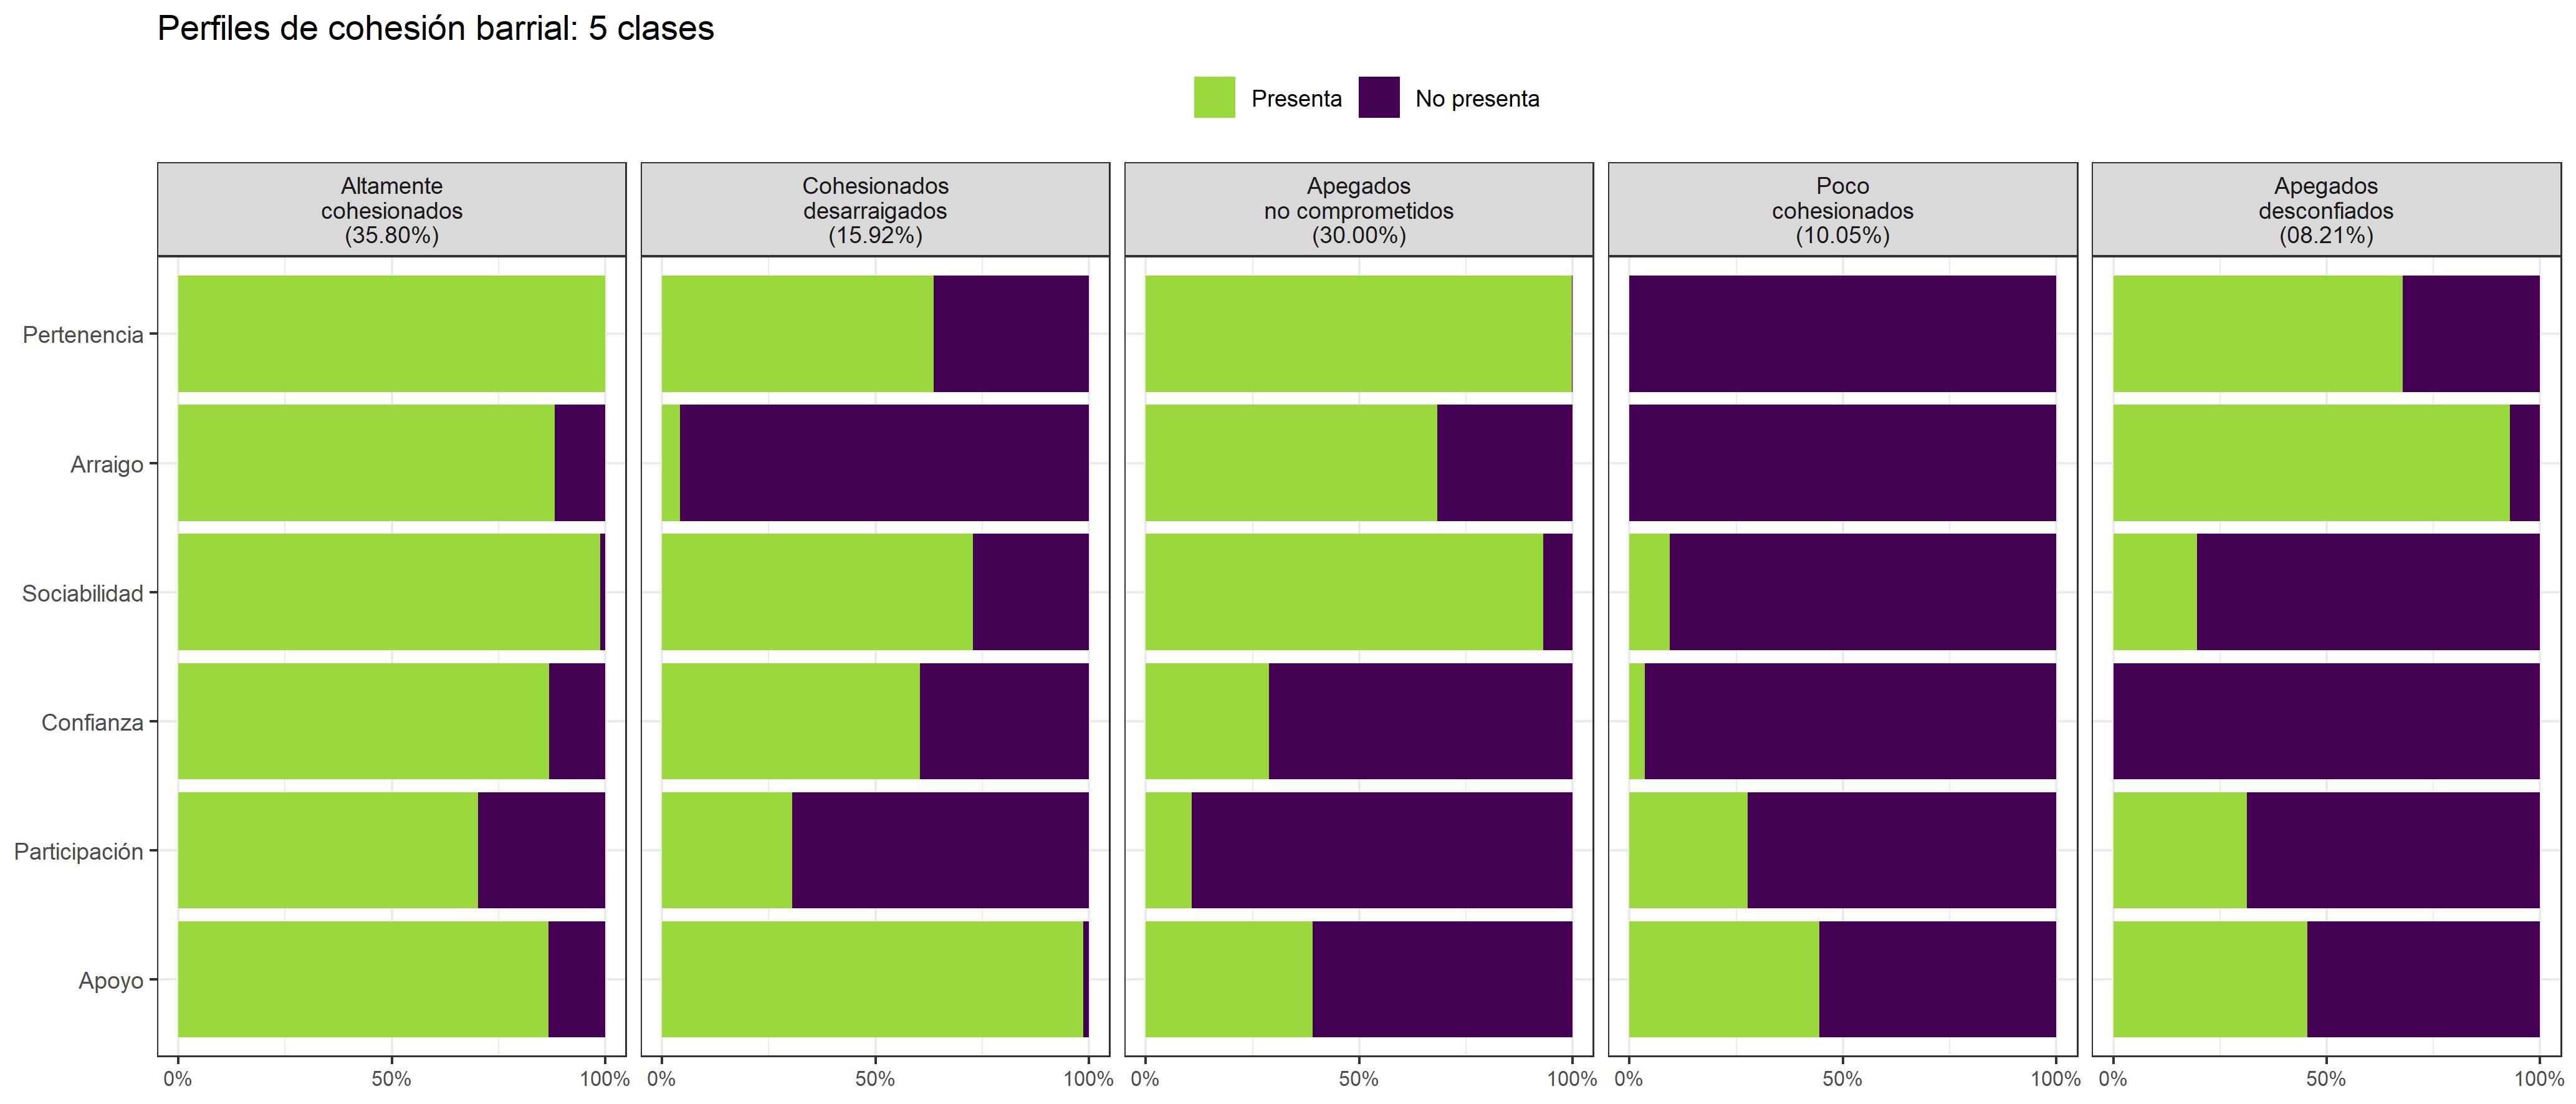 Perfiles de cohesión barrial: 5 clases
Presenta
No presenta
Altamente
cohesionados
(35.80%)
Cohesionados
desarraigados
(15.92%)
Apegados
no comprometidos
(30.00%)
Poco
cohesionados
(10.05%)
Apegados
desconfiados
(08.21%)
Pertenencia
Arraigo
Sociabilidad
Confianza
Participación
Apoyo
0%
50%
100%
0%
50%
100%
0%
50%
100%
0%
50%
100%
0%
50%
100%